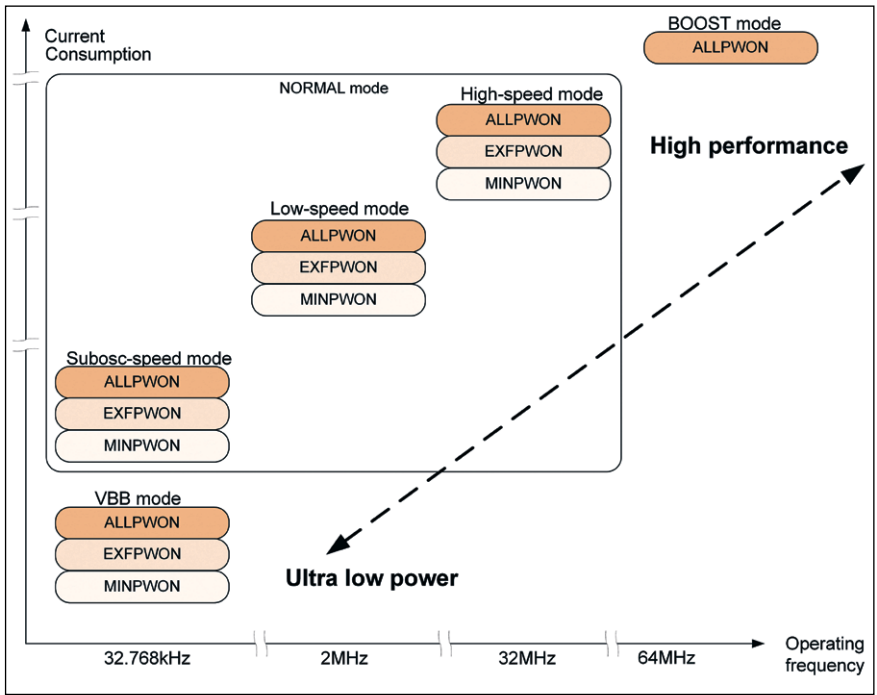 Current
Consumption
BOOST mode
ALLPWON
NORMAL mode
High-speed mode
ALLPWON
EXFPWON
MINPWON
High performance
Low-speed mode
ALLPWON
EXFPWON
MINPWON
Subosc-speed mode
ALLPWON
EXFPWON
MINPWON
VBB mode
ALLPWON
EXFPWON
MINPWON
Ultra low power
32.768kHz
2MHz
32MHz
64MHz
Operating
frequency